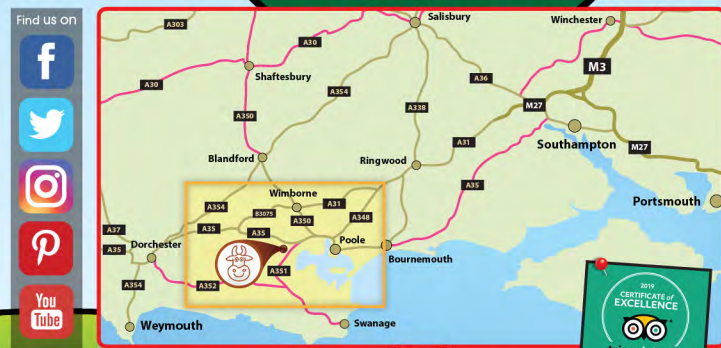 Find us on
You
Tube
A303
Salisbury
Winchester
A30
M3
Shaftesbury
A36
A30
A354
A338
M27
A350
A31
Southampton
M27
Blandford
Ringwood
A35
Wimborne
Portsmouth
A354
B3075
A31
A350
A348
A37
A35
A35
A35
Dorchester
Poole
Bournemouth
A351
A352
A354
Weymouth
Swanage
2019
CERTIFICATE of
EXCELLENCE